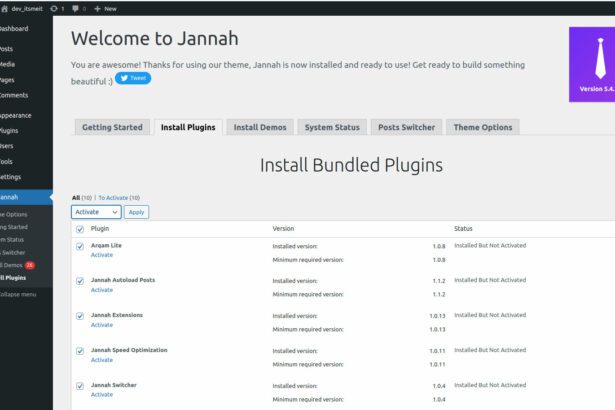 dev_itsmeit 1 0 + New
Dashboard
Posts
Media
Pages
Comments
Appearance
Plugins
Users
Tools
Settings
Jannah
Theme Options
Getting Started
System Status
Posts Switcher
Install Demos 28
Install Plugins
Collapse menu
Welcome to Jannah
You are awesome! Thanks for using our theme, Jannah is now installed and ready to use! Get ready to build something
beautiful :) Tweet
Version 5.4.
Getting Started Install Plugins Install Demos System Status Posts Switcher Theme Options
Install Bundled Plugins
All (10) | To Activate (10)
Activate Apply
Plugin Version Status
Arqam Lite Installed version: 1.0.8 Installed But Not Activated
Activate Minimum required version: 1.0.8
Jannah Autoload Posts Installed version: 1.1.2 Installed But Not Activated
Activate Minimum required version: 1.1.2
Jannah Extensions Installed version: 1.0.13 Installed But Not Activated
Activate Minimum required version: 1.0.13
Jannah Speed Optimization Installed version: 1.0.11 Installed But Not Activated
Activate Minimum required version: 1.0.11
Jannah Switcher Installed version: 1.0.4 Installed But Not Activated
Activate Minimum required version: 1.0.4